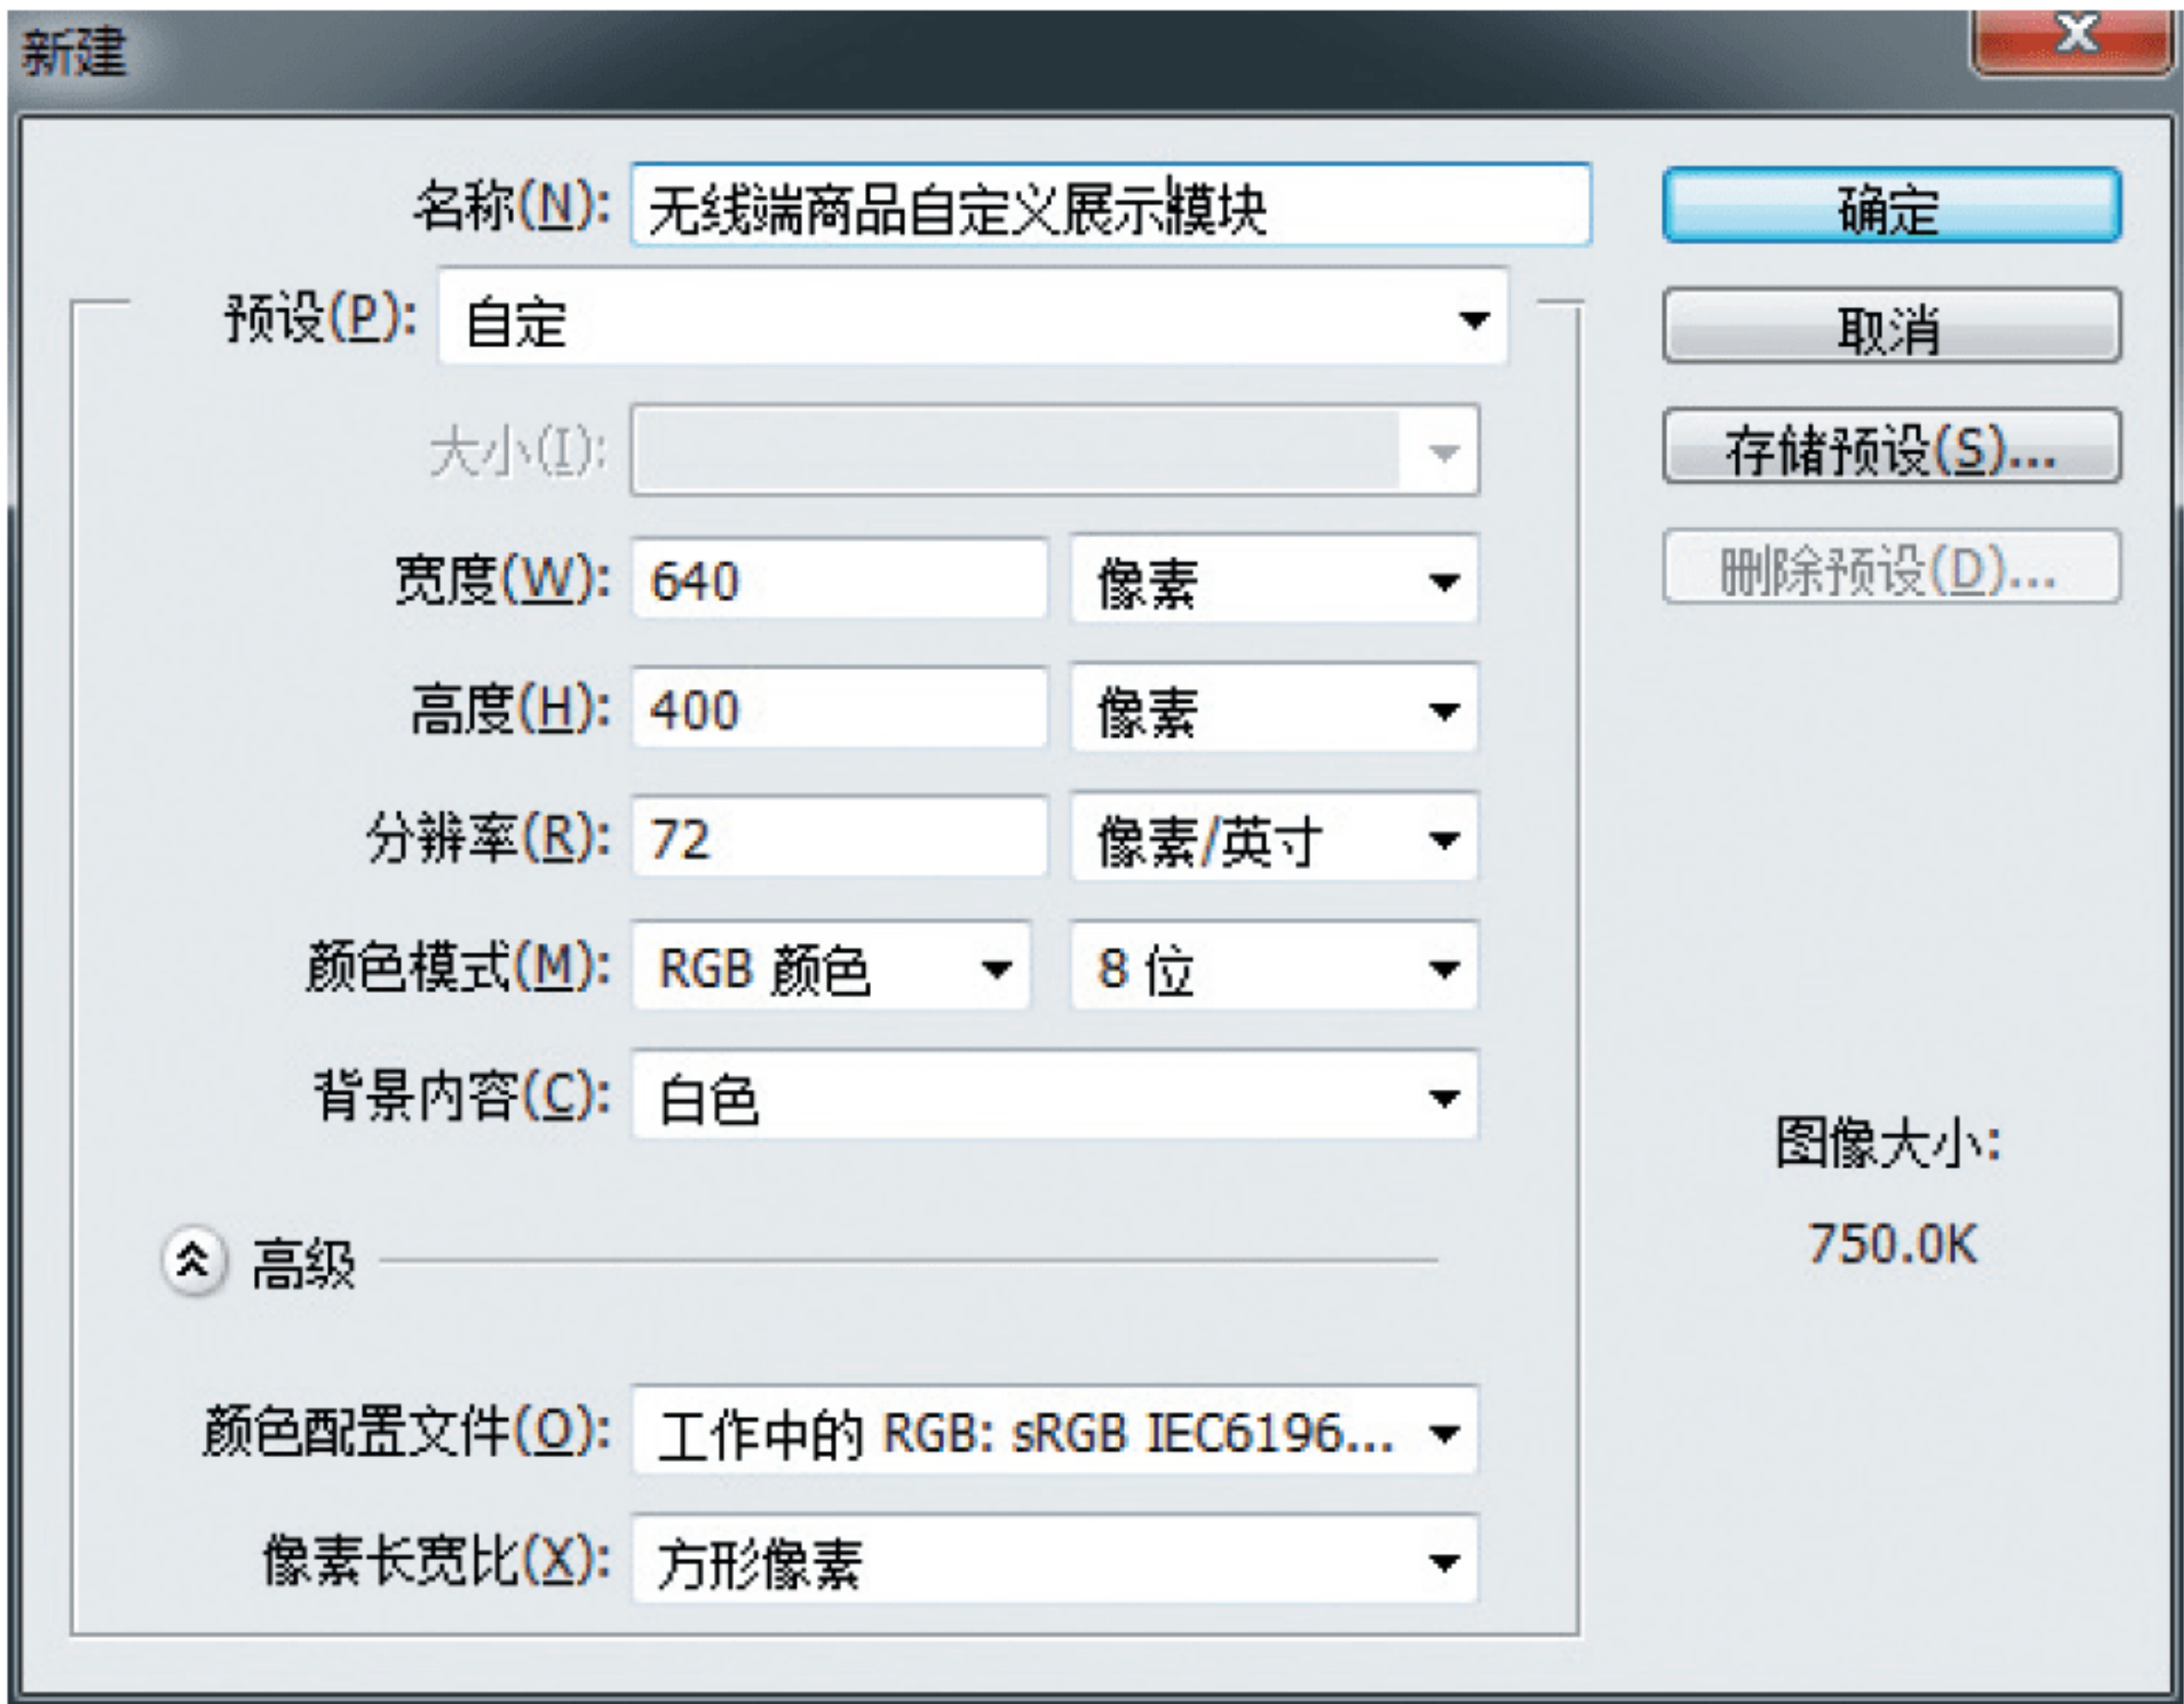 新建
名称(N): 无线端商品自定义展示模块
确定
预设(P): 自定
取消
大小(I):
存储预设(S)...
宽度(W): 640 像素
删除预设(D)...
高度(H): 400 像素
分辨率(R): 72 像素/英寸
颜色模式(M): RGB 颜色 8 位
背景内容(C): 白色
图像大小:
750.0K
高级
颜色配置文件(O): 工作中的 RGB: sRGB IEC6196...
像素长宽比(X): 方形像素